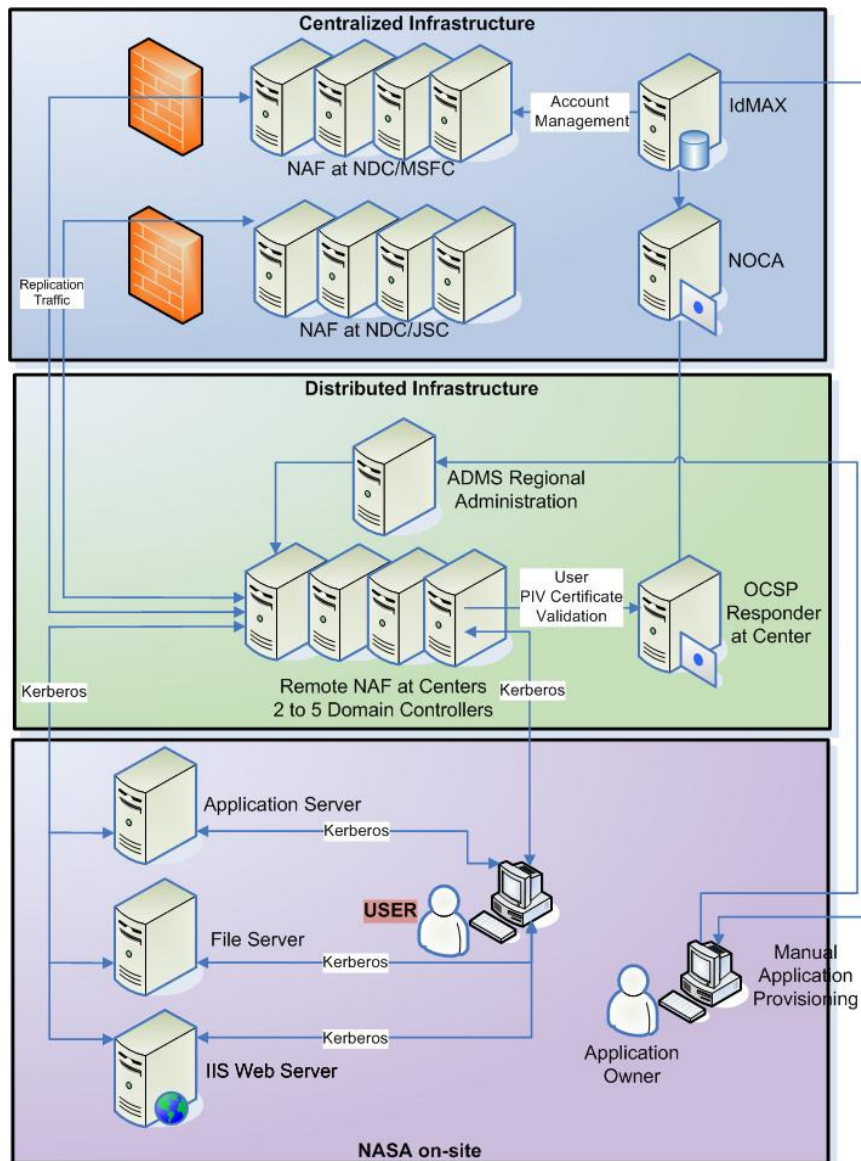 Centralized Infrastructure
IdMAX
Account
Management
NAF at NDC/MSFC
NOCA
Replication
Traffic
NAF at NDC/JSC
Distributed Infrastructure
ADMS Regional
Administration
User
PIV Certificate
Validation
OCSP
Responder
at Center
Remote NAF at Centers
2 to 5 Domain Controllers
Kerberos
Kerberos
Application Server
Kerberos
USER
File Server
Kerberos
Manual
Application
Provisioning
Kerberos
IIS Web Server
Application
Owner
NASA on-site